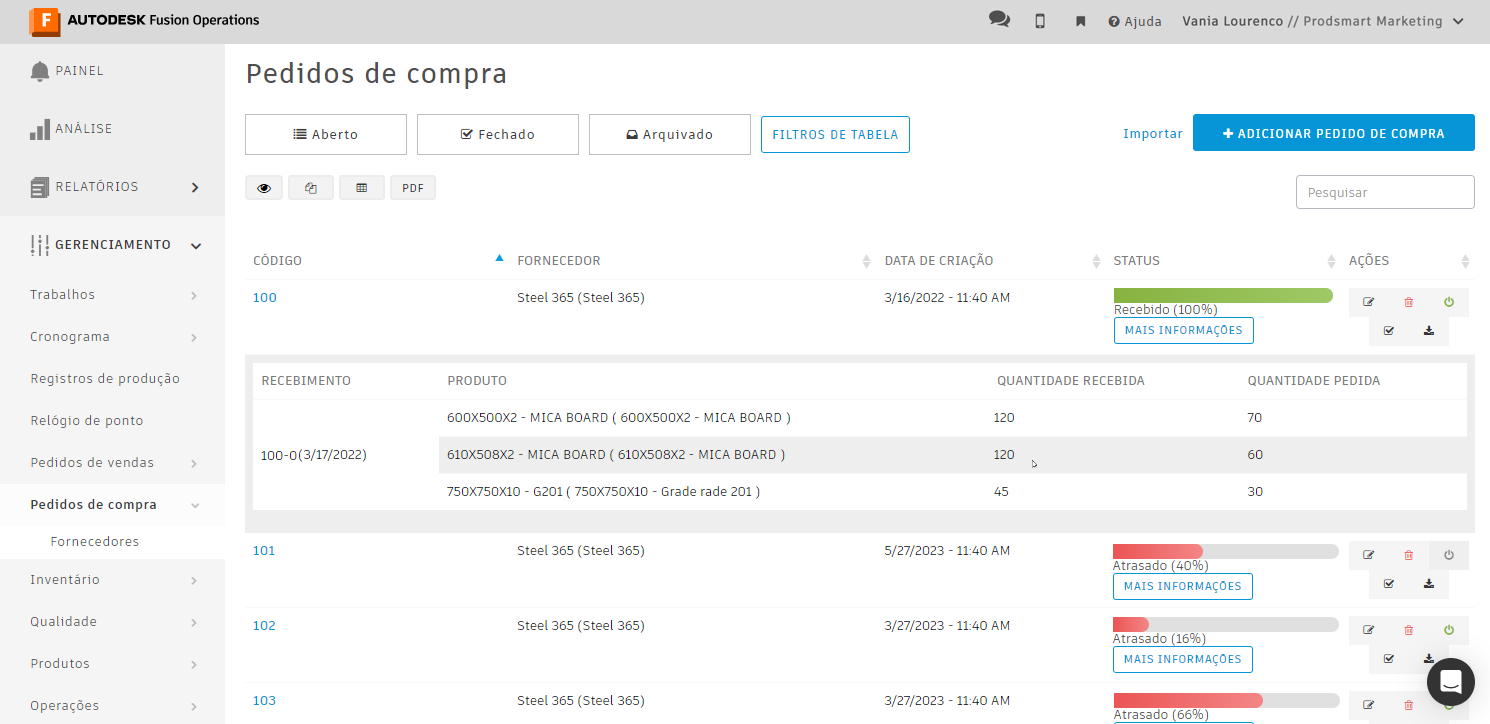 F AUTODESK Fusion Operations
Ajuda Vania Lourenco // Prodsmart Marketing
PAINEL
ANÁLISE
RELATÓRIOS
GERENCIAMENTO
Trabalhos
Cronograma
Registros de produção
Relógio de ponto
Pedidos de vendas
Pedidos de compra
Fornecedores
Inventário
Qualidade
Produtos
Operações
Pedidos de compra
Aberto Fechado Arquivado FILTROS DE TABELA Importar ADICIONAR PEDIDO DE COMPRA
PDF Pesquisar
CÓDIGO FORNECEDOR DATA DE CRIAÇÃO STATUS AÇÕES
100 Steel 365 (Steel 365) 3/16/2022 - 11:40 AM
Recebido (100%)
MAIS INFORMAÇÕES
RECEBIMENTO PRODUTO QUANTIDADE RECEBIDA QUANTIDADE PEDIDA
600X500X2 - MICA BOARD ( 600X500X2 - MICA BOARD ) 120 70
100-0(3/17/2022) 610X508X2 - MICA BOARD ( 610X508X2 - MICA BOARD ) 120 60
750X750X10 - G201 ( 750X750X10 - Grade rade 201 ) 45 30
101 Steel 365 (Steel 365) 5/27/2023 - 11:40 AM
Atrasado (40%)
MAIS INFORMAÇÕES
102 Steel 365 (Steel 365) 3/27/2023 - 11:40 AM
Atrasado (16%)
MAIS INFORMAÇÕES
103 Steel 365 (Steel 365) 3/27/2023 - 11:40 AM
Atrasado (66%)